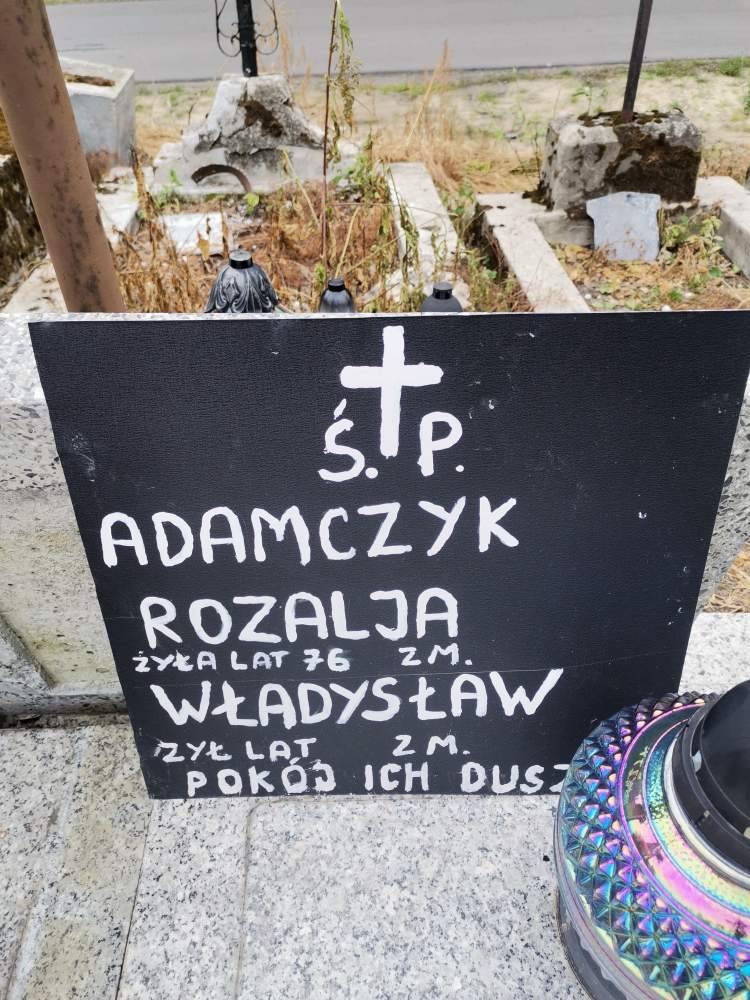 Ś. P.
ADAMCZYK
ROZALJA
ŻYŁA LAT 76 ZM.
WŁADYSŁAW
ŻYŁ LAT ZM.
POKÓJ ICH DUSZ